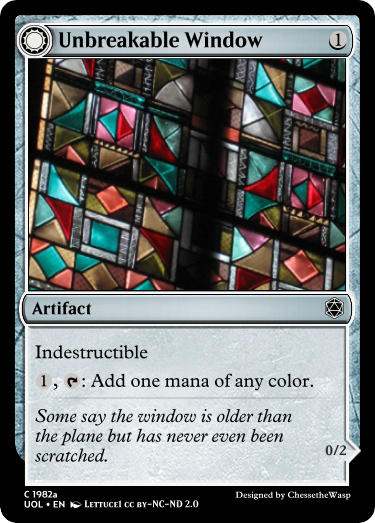 Unbreakable Window 1
Artifact
Indestructible
1, : Add one mana of any color.
Some say the window is older than
the plane but has never even been
scratched.
0/2
C 1982a
UOL • EN LETTUCE1 CC BY-NC-ND 2.0
Designed by ChessetheWasp